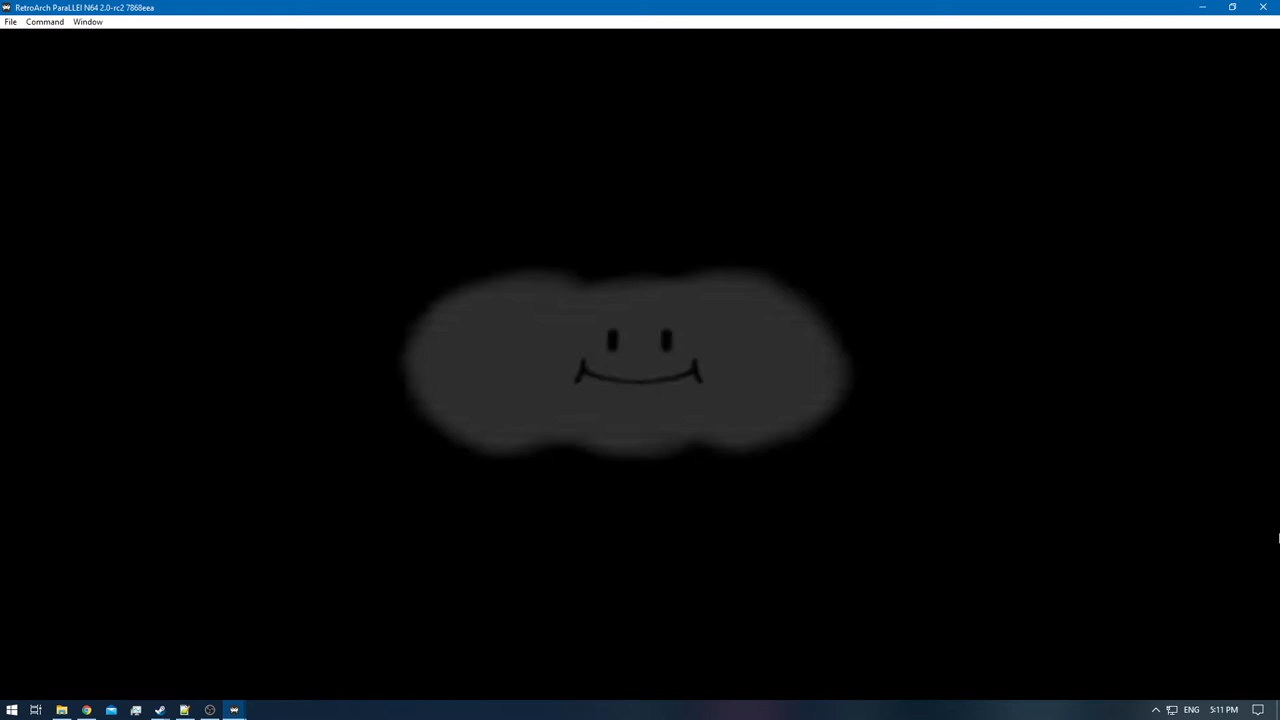 RetroArch ParaLLEl N64 2.0-rc2 7868eea
File Command Window
ENG 5:11 PM